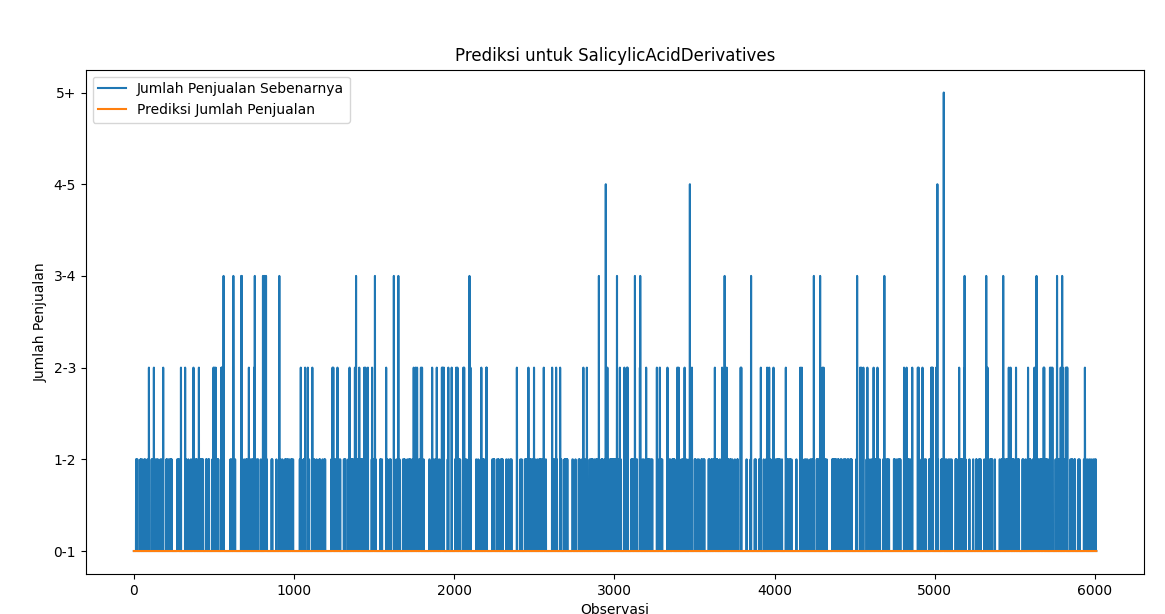 Prediksi untuk SalicylicAcidDerivatives
Jumlah Penjualan Sebenarnya
Prediksi Jumlah Penjualan
Jumlah Penjualan
5+
4-5
3-4
2-3
1-2
0-1
0 1000 2000 3000 4000 5000 6000
Observasi